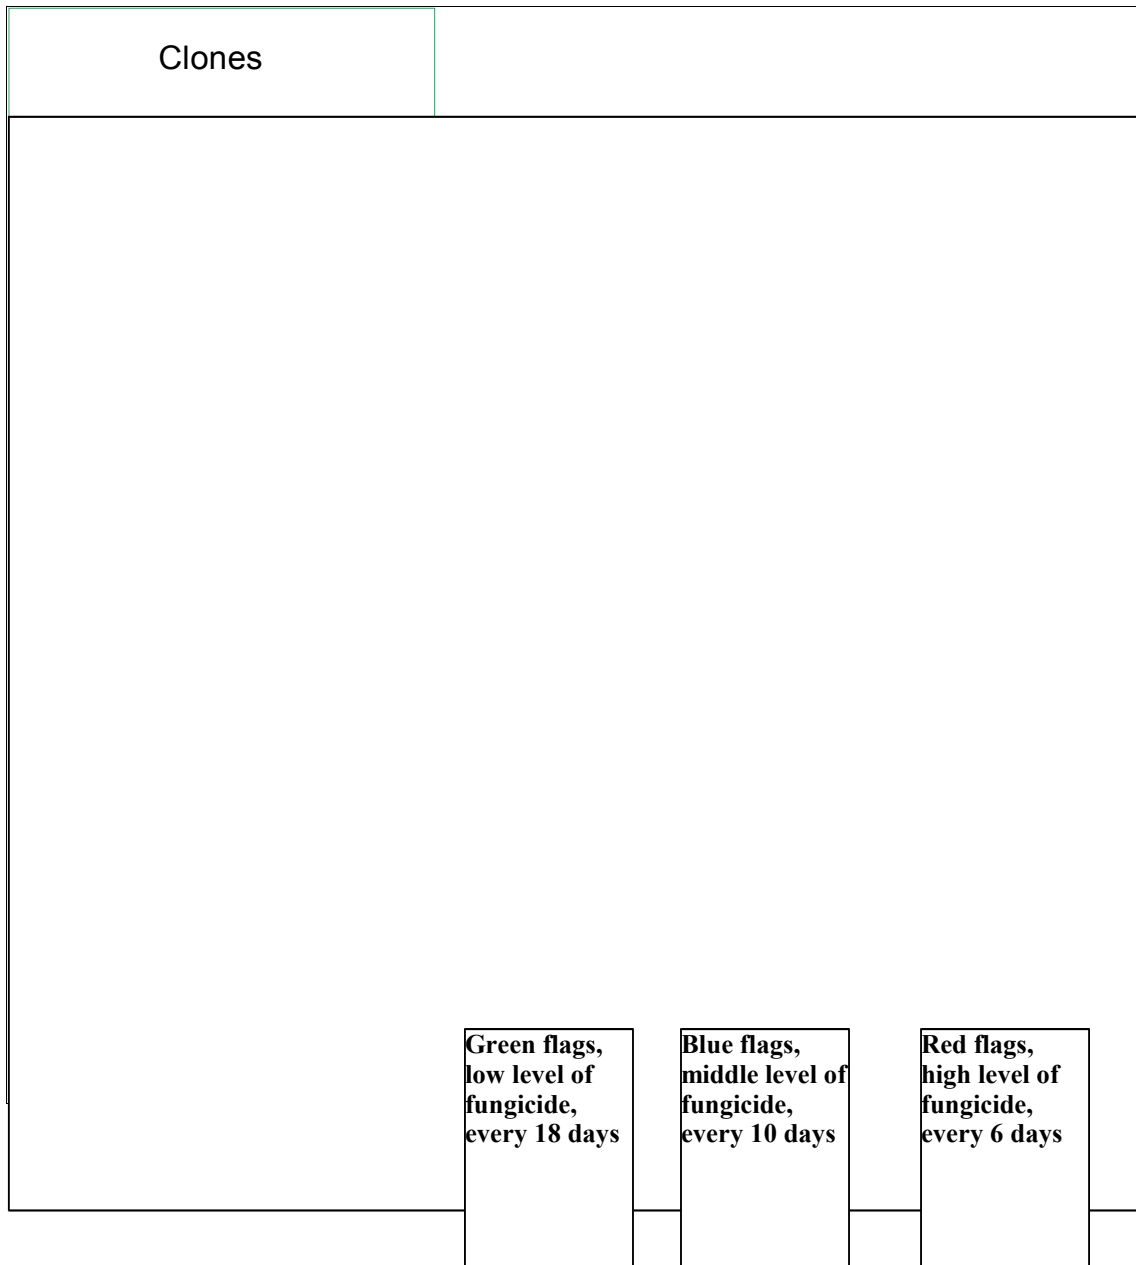 Clones
Green flags,
low level of
fungicide,
every 18 days
Blue flags,
middle level of
fungicide,
every 10 days
Red flags,
high level of
fungicide,
every 6 days